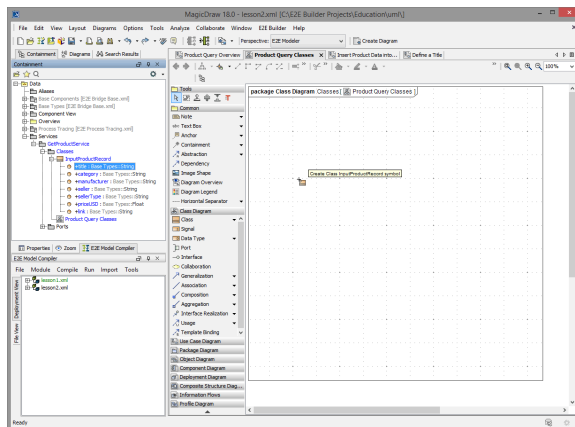 MagicDraw 18.0 - lesson2.xml [C:\E2E Builder Projects\Education\uml\]
File Edit View Layout Diagrams Options Tools Analyze Collaborate Window E2E Builder Help
Perspective: E2E Modeler
Create Diagram
Containment Diagrams Search Results
Product Query Overview Product Query Classes Insert Product Data into... Define a Title
Containment
100%
Data
Aliases
Base Components [E2E Bridge Base.xml]
Base Types [E2E Bridge Base.xml]
Component View
Overview
Process Tracing [E2E Process Tracing.xml]
Services
GetProductService
Classes
InputProductRecord
+title : Base Types::String
+category : Base Types::String
+manufacturer : Base Types::String
+seller : Base Types::String
+sellerType : Base Types::String
+priceUSD : Base Types::Float
+link : Base Types::String
Product Query Classes
Ports
Properties Zoom E2E Model Compiler
E2E Model Compiler
File Module Compile Run Import Tools
Deployment View
File View
lesson1.xml
lesson2.xml
Tools
Common
Note
Text Box
Anchor
Containment
Abstraction
Dependency
Image Shape
Diagram Overview
Diagram Legend
Horizontal Separator
Class Diagram
Class
Signal
Data Type
Port
Interface
Collaboration
Generalization
Association
Composition
Aggregation
Interface Realization
Usage
Template Binding
Use Case Diagram
Package Diagram
Object Diagram
Component Diagram
Deployment Diagram
Composite Structure Diag...
Information Flows
Profile Diagram
package Class Diagram Classes [ Product Query Classes ]
Create Class InputProductRecord symbol
Ready